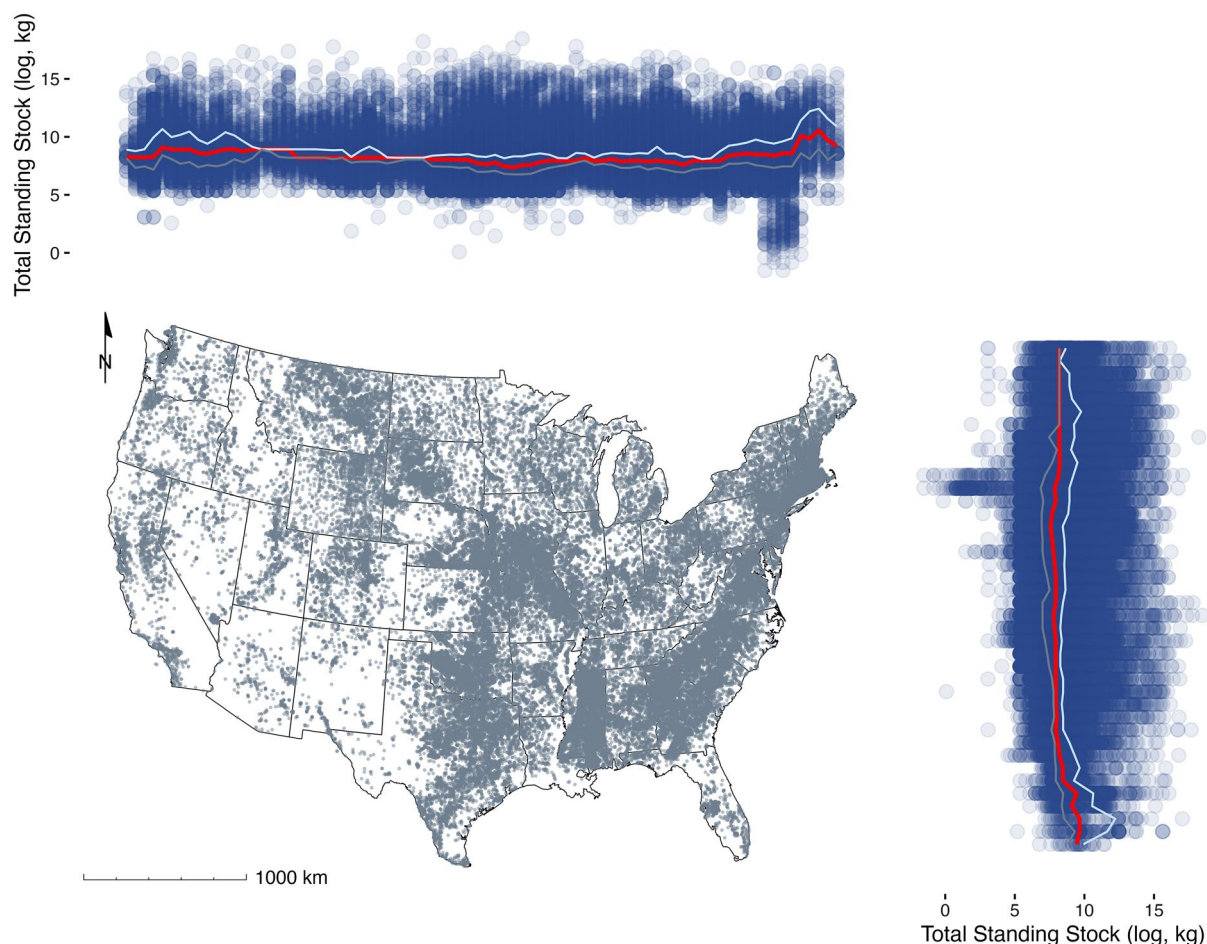 Total Standing Stock (log, kg)
15
10
5
0
N
1000 km
0 5 10 15
Total Standing Stock (log, kg)